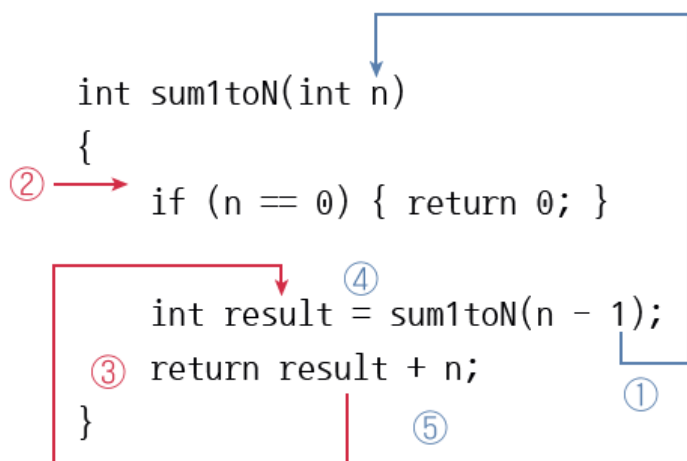 int sum1toN(int n)
{
② if (n == 0) { return 0; }
④
int result = sum1toN(n - 1);
③ return result + n;
①
} ⑤